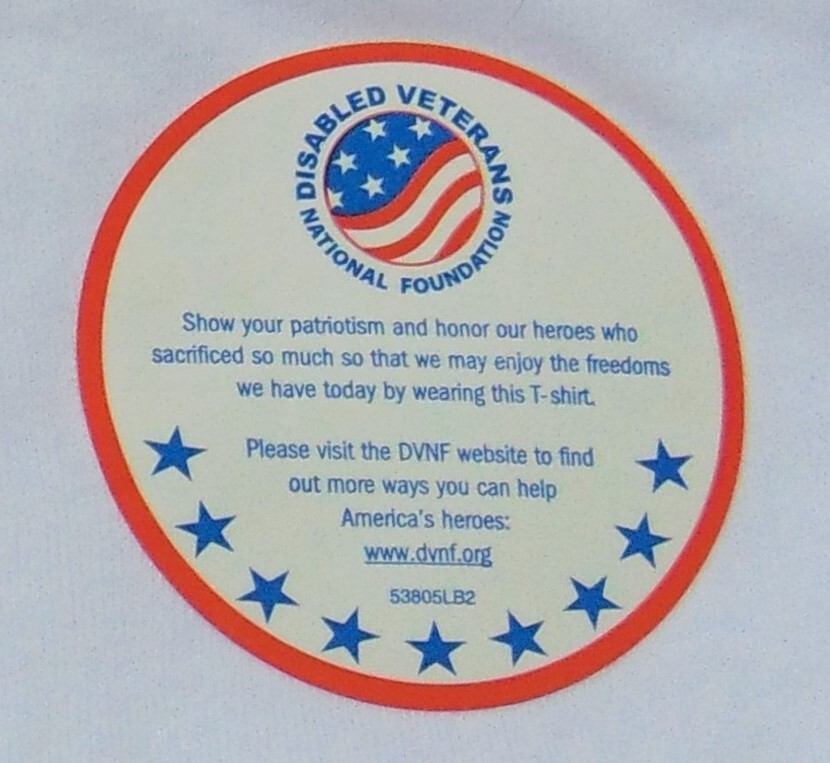 DISABLED VETERANS
NATIONAL FOUNDATION
Show your patriotism and honor our heroes who
sacrificed so much so that we may enjoy the freedoms
we have today by wearing this T-shirt.
Please visit the DVNF website to find
out more ways you can help
America's heroes:
www.dvnf.org
53805LB2